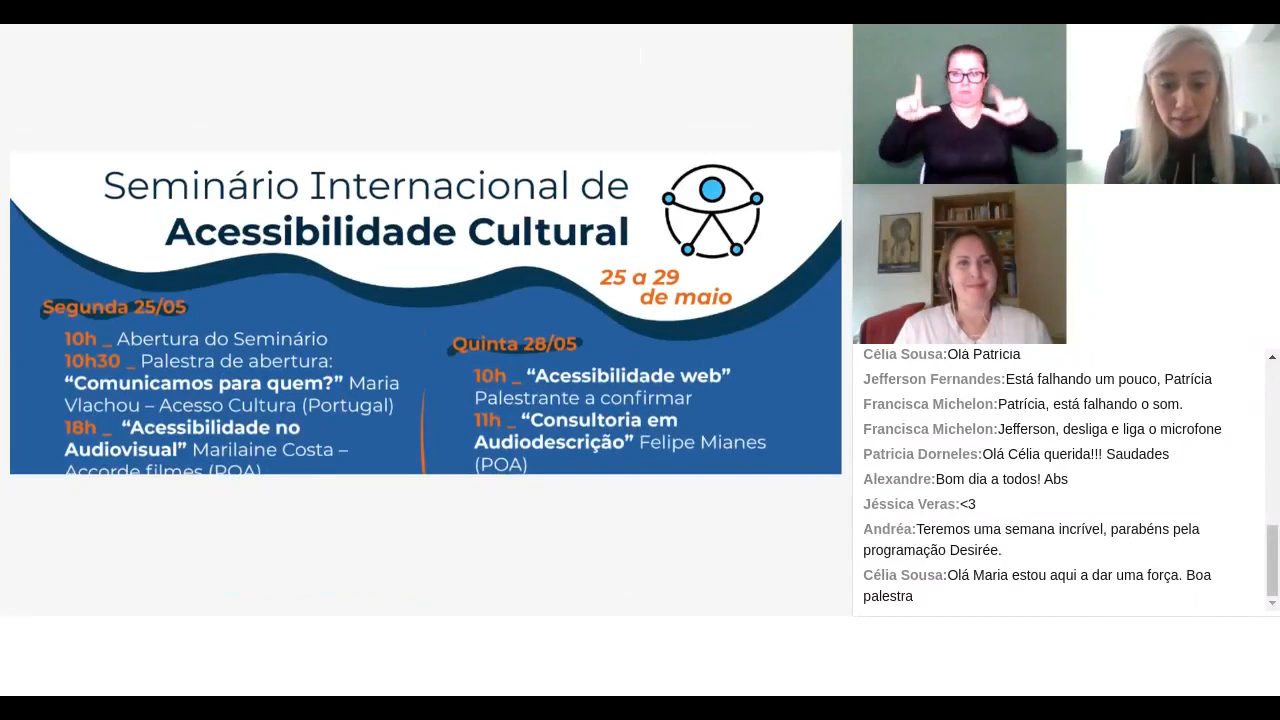 Seminário Internacional de
Acessibilidade Cultural
25 a 29
de maio
Segunda 25/05
10h _ Abertura do Seminário
10h30 _ Palestra de abertura:
“Comunicamos para quem?” Maria
Vlachou – Acesso Cultura (Portugal)
18h _ “Acessibilidade no
Audiovisual” Marilaine Costa –
Accorde filmes (POA)
Quinta 28/05
10h _ “Acessibilidade web”
Palestrante a confirmar
11h _ “Consultoria em
Audiodescrição” Felipe Mianes
(POA)
Célia Sousa:Olá Patrícia
Jefferson Fernandes:Está falhando um pouco, Patrícia
Francisca Michelon:Patrícia, está falhando o som.
Francisca Michelon:Jefferson, desliga e liga o microfone
Patricia Dorneles:Olá Célia querida!!! Saudades
Alexandre:Bom dia a todos! Abs
Jéssica Veras:<3
Andréa:Teremos uma semana incrível, parabéns pela
programação Desirée.
Célia Sousa:Olá Maria estou aqui a dar uma força. Boa
palestra